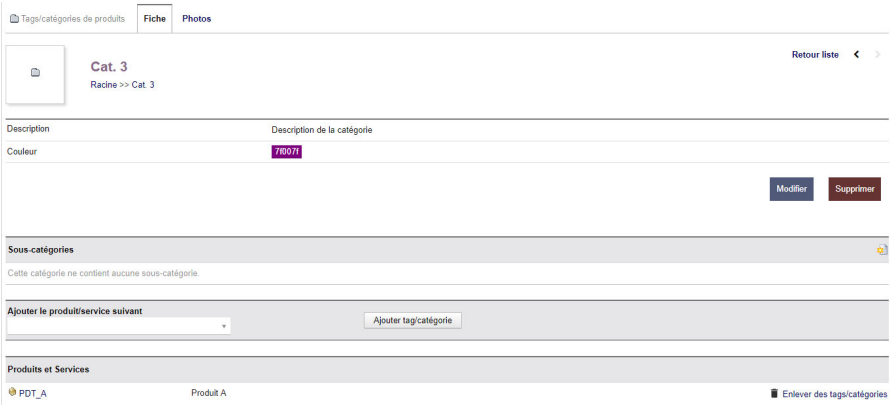 Tags/catégories de produits Fiche Photos
Retour liste
Cat. 3
Racine >> Cat. 3
Description Description de la catégorie
Couleur 7f007f
Modifier Supprimer
Sous-catégories
Cette catégorie ne contient aucune sous-catégorie.
Ajouter le produit/service suivant
Ajouter tag/catégorie
Produits et Services
PDT_A Produit A Enlever des tags/catégories